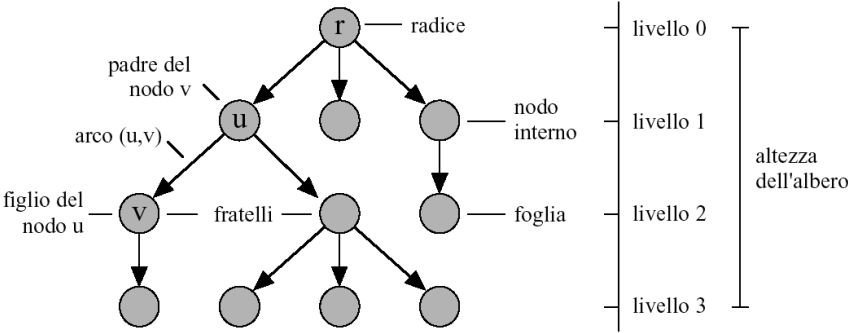 r
radice
livello 0
padre del
nodo v
u
nodo
interno
livello 1
arco (u,v)
altezza
dell'albero
figlio del
nodo u
v
fratelli
foglia
livello 2
livello 3